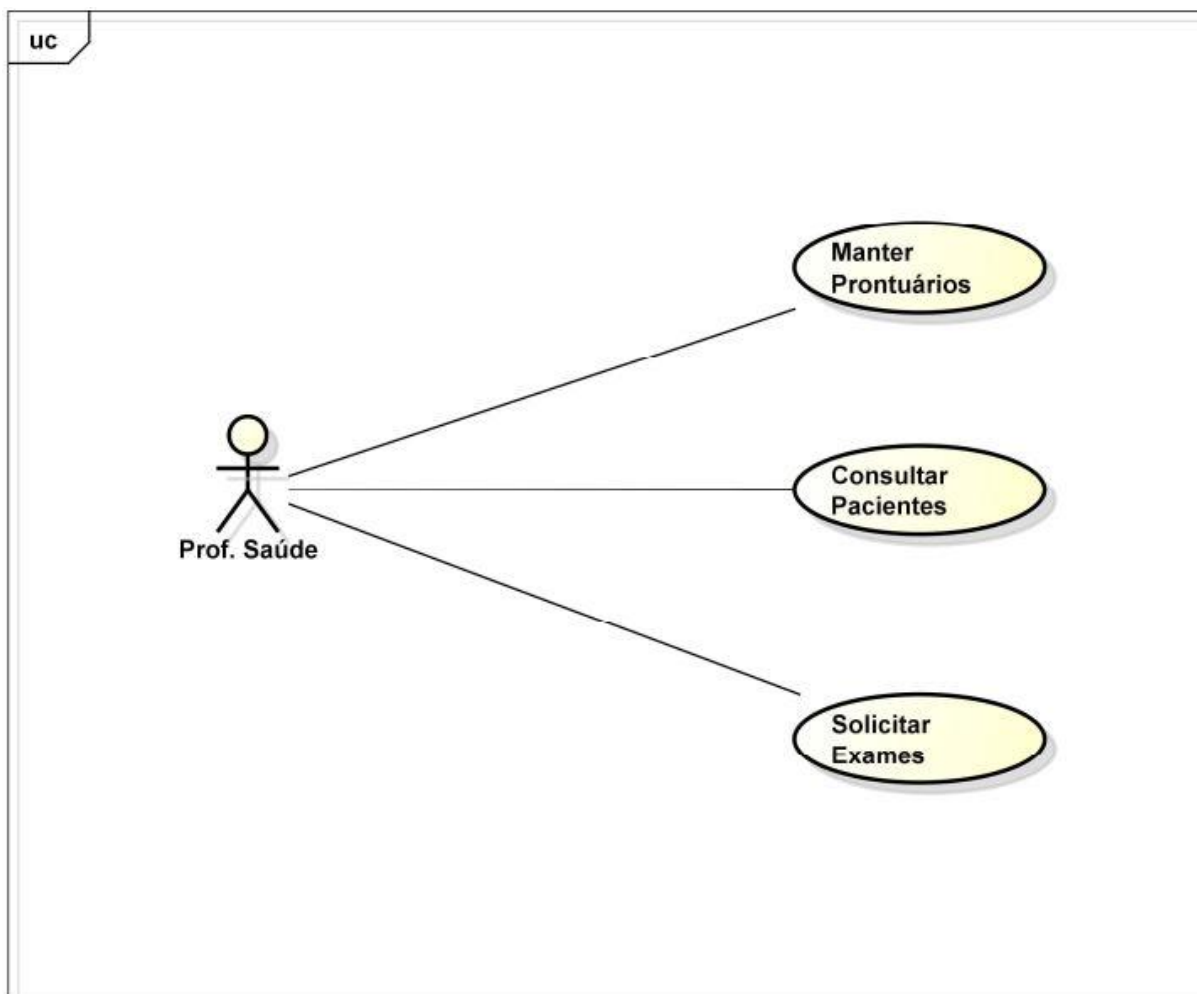 uc
Manter
Prontuários
Consultar
Pacientes
Prof. Saúde
Solicitar
Exames